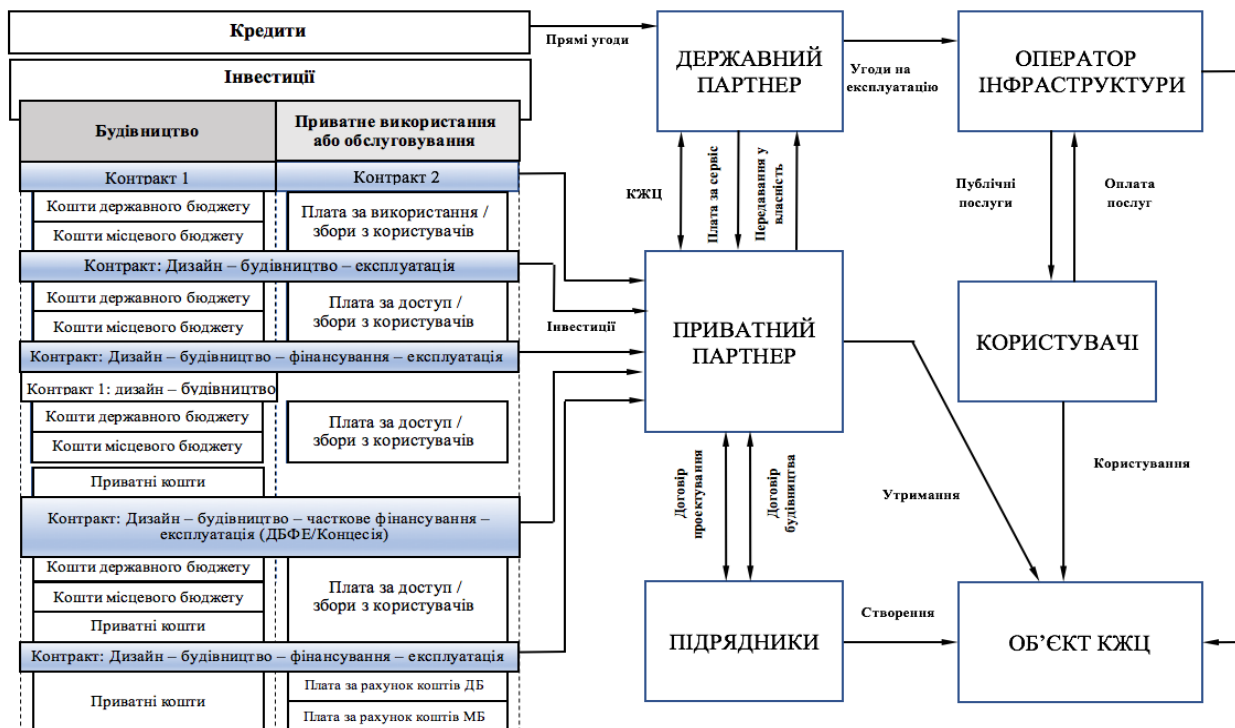 Кредити
Інвестиції
Будівництво
Приватне використання
або обслуговування
Контракт 1
Контракт 2
Кошти державного бюджету
Кошти місцевого бюджету
Плата за використання /
збори з користувачів
Контракт: Дизайн – будівництво – експлуатація
Кошти державного бюджету
Кошти місцевого бюджету
Плата за доступ /
збори з користувачів
Контракт: Дизайн – будівництво – фінансування – експлуатація
Контракт 1: дизайн – будівництво
Кошти державного бюджету
Кошти місцевого бюджету
Плата за доступ /
збори з користувачів
Приватні кошти
Контракт: Дизайн – будівництво – часткове фінансування –
експлуатація (ДБФЕ/Концесія)
Кошти державного бюджету
Кошти місцевого бюджету
Приватні кошти
Плата за доступ /
збори з користувачів
Контракт: Дизайн – будівництво – фінансування – експлуатація
Приватні кошти
Плата за рахунок коштів ДБ
Плата за рахунок коштів МБ
Прямі угоди
Інвестиції
ДЕРЖАВНИЙ
ПАРТНЕР
Угоди на
експлуатацію
ОПЕРАТОР
ІНФРАСТРУКТУРИ
КЖЦ
Плата за сервіс
Передавання у
власність
Публічні
послуги
Оплата
послуг
ПРИВАТНИЙ
ПАРТНЕР
КОРИСТУВАЧІ
Договір
проектування
Договір
будівництва
Утримання
Користування
ПІДРЯДНИКИ
Створення
ОБ’ЄКТ КЖЦ